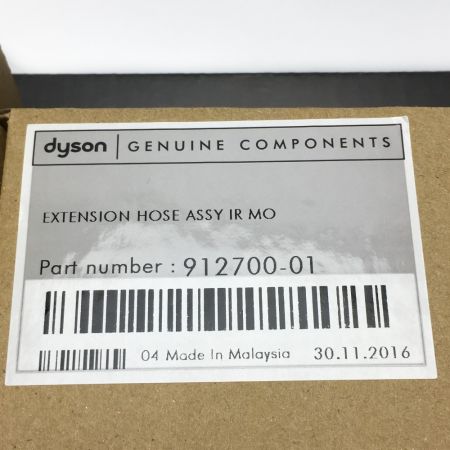 dyson | GENUINE COMPONENTS
EXTENSION HOSE ASSY IR MO
Part number : 912700-01
04 Made In Malaysia 30.11.2016